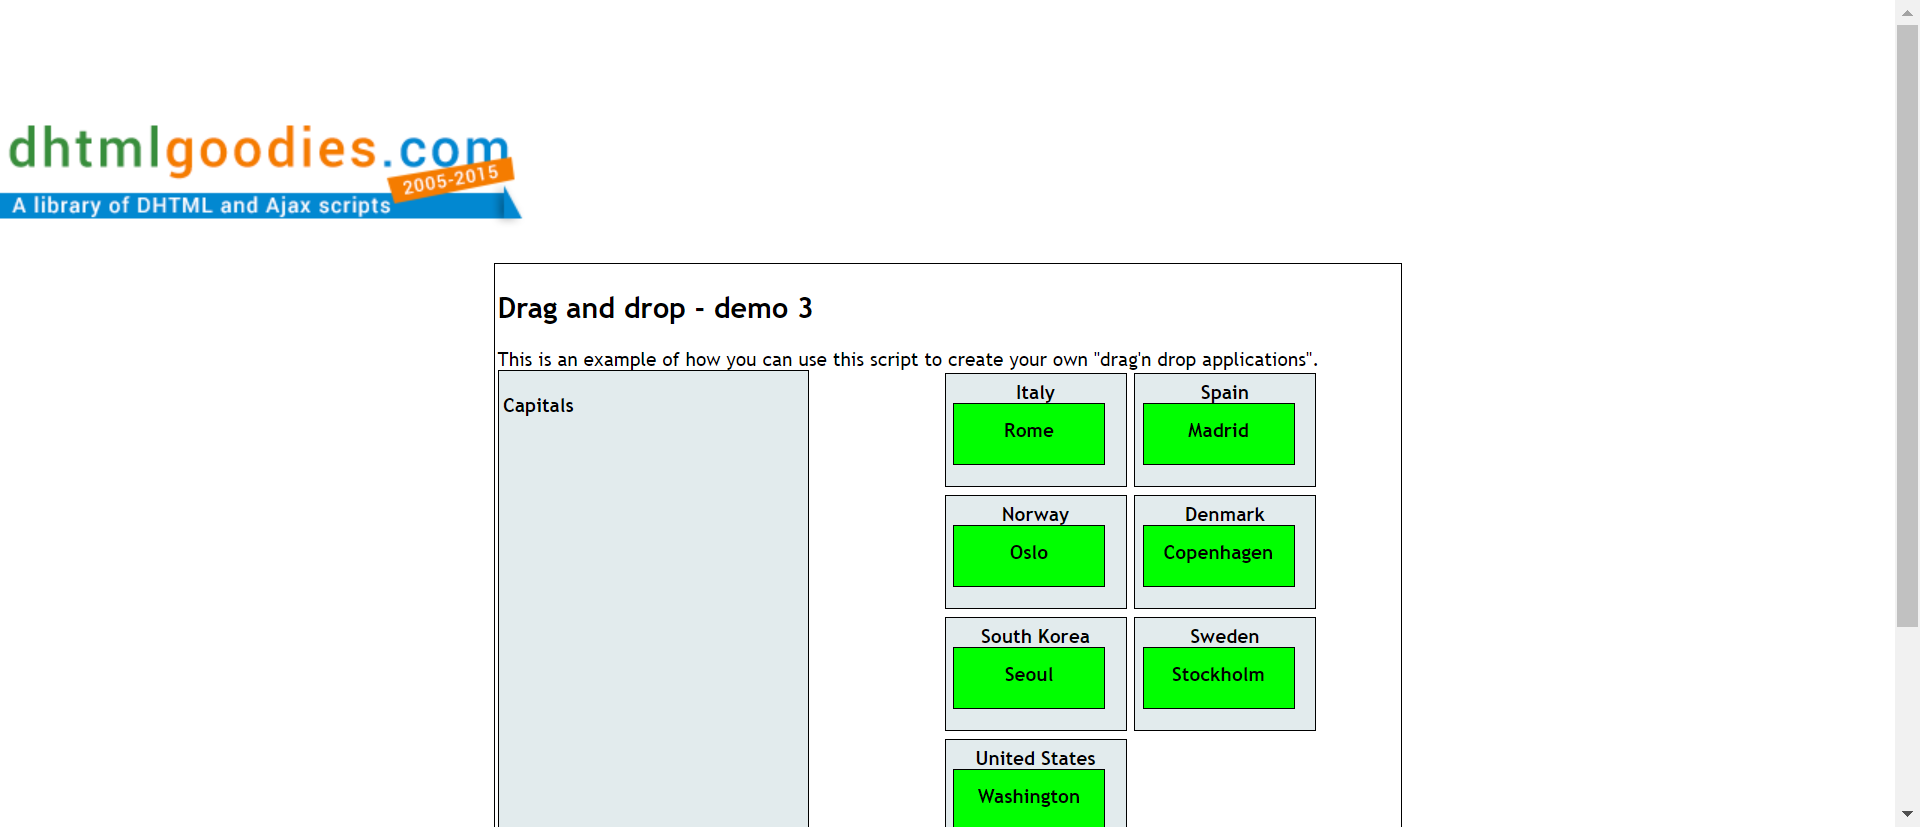 dhtmlgoodies.com
2005-2015
A library of DHTML and Ajax scripts
Drag and drop - demo 3
This is an example of how you can use this script to create your own "drag'n drop applications".
Capitals
Italy
Rome
Spain
Madrid
Norway
Oslo
Denmark
Copenhagen
South Korea
Seoul
Sweden
Stockholm
United States
Washington